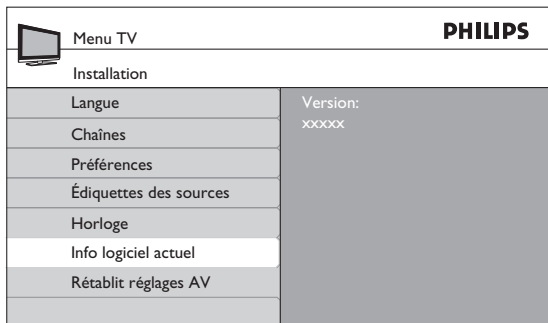 Menu TV
PHILIPS
Installation
Langue
Version:
xxxxx
Chaînes
Préférences
Édiquettes des sources
Horloge
Info logiciel actuel
Rétablit réglages AV